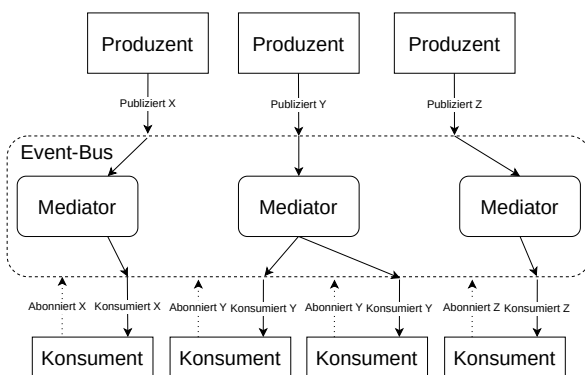 Produzent
Produzent
Produzent
Publiziert X
Publiziert Y
Publiziert Z
Event-Bus
Mediator
Mediator
Mediator
Abonniert X
Konsumiert X
Abonniert Y
Konsumiert Y
Abonniert Y
Konsumiert Y
Abonniert Z
Konsumiert Z
Konsument
Konsument
Konsument
Konsument